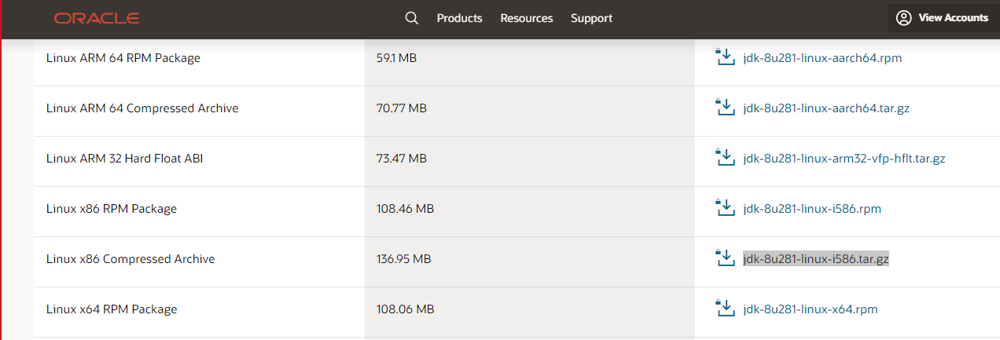 ORACLE Products Resources Support View Accounts
Linux ARM 64 RPM Package 59.1 MB jdk-8u281-linux-aarch64.rpm
Linux ARM 64 Compressed Archive 70.77 MB jdk-8u281-linux-aarch64.tar.gz
Linux ARM 32 Hard Float ABI 73.47 MB jdk-8u281-linux-arm32-vfp-hflt.tar.gz
Linux x86 RPM Package 108.46 MB jdk-8u281-linux-i586.rpm
Linux x86 Compressed Archive 136.95 MB jdk-8u281-linux-i586.tar.gz
Linux x64 RPM Package 108.06 MB jdk-8u281-linux-x64.rpm